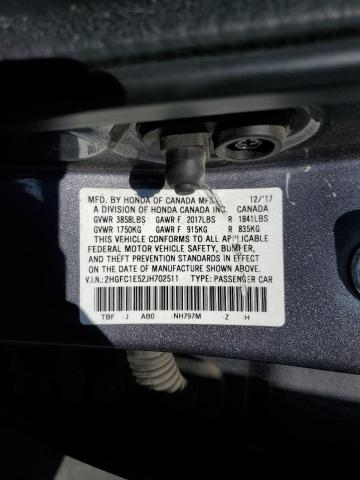 MFD. BY HONDA OF CANADA MFG. 12/'17
A DIVISION OF HONDA CANADA INC. CANADA
GVWR 3858LBS GAWR F 2017LBS R 1841LBS
GVWR 1750KG GAWR F 915KG R 835KG
THIS VEHICLE CONFORMS TO ALL APPLICABLE
FEDERAL MOTOR VEHICLE SAFETY, BUMPER,
AND THEFT PREVENTION STANDARDS IN EFFECT
ON THE DATE OF MANUFACTURE SHOWN ABOVE.
V.I.N.: 2HGFC1E52JH702511 TYPE: PASSENGER CAR
TBF -J AB0 -NH797M -Z -H